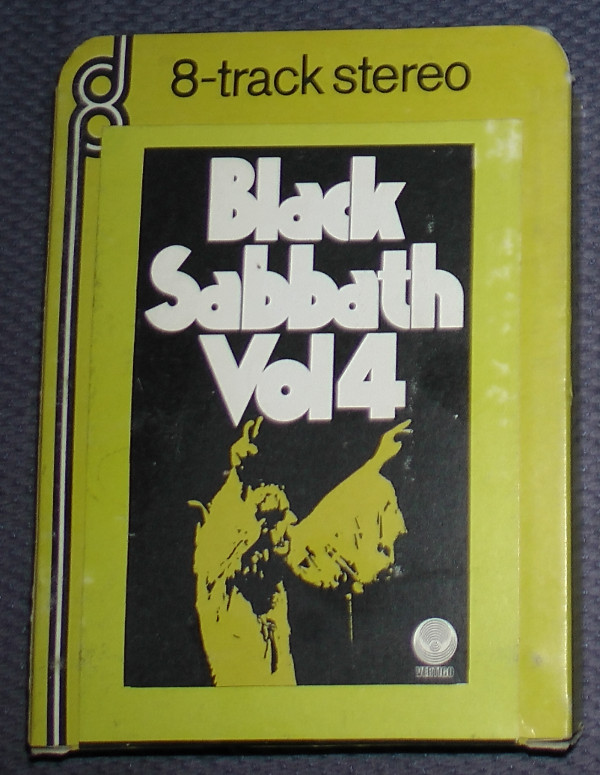 8-track stereo
Black
Sabbath
Vol 4
VERTIGO